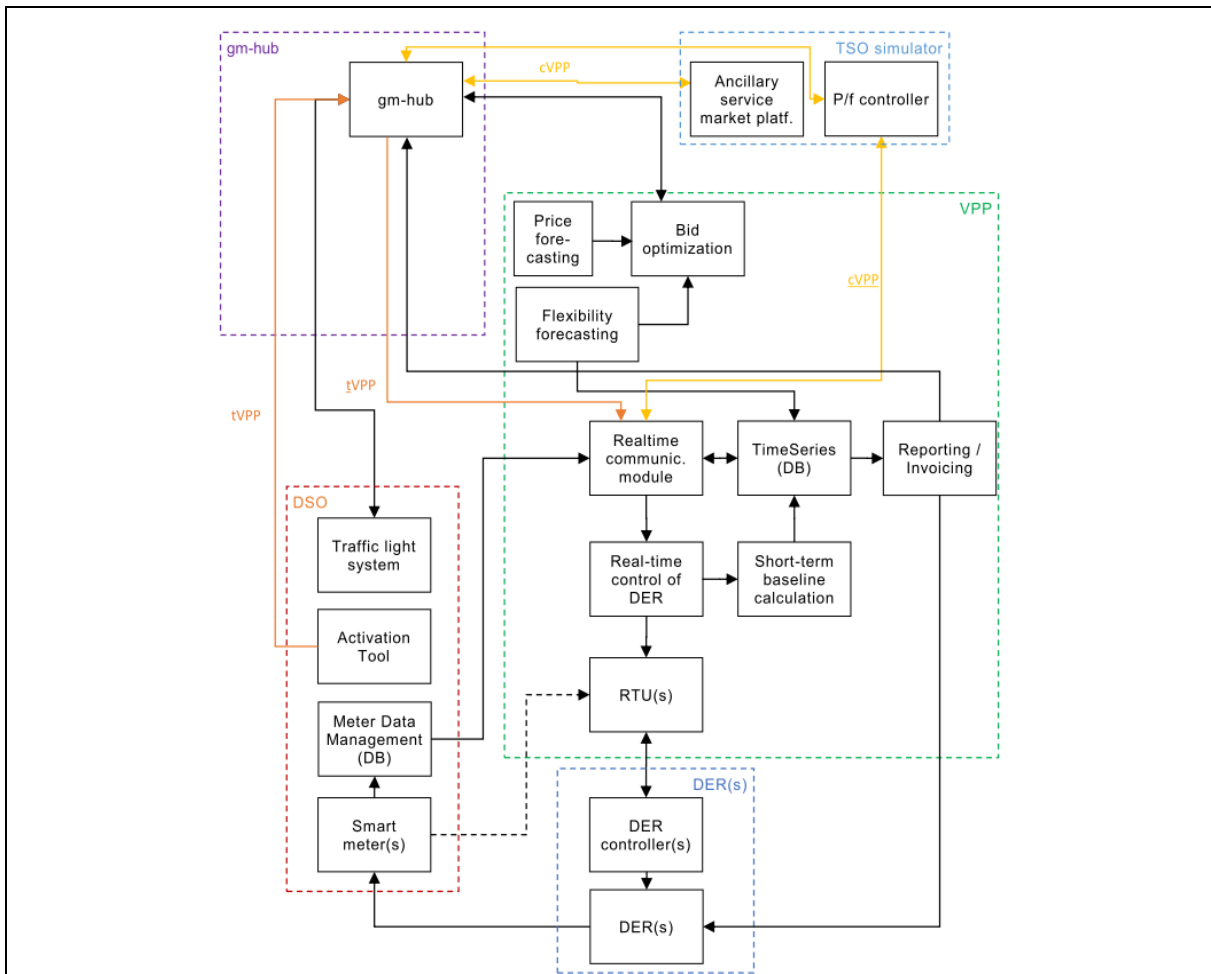 gm-hub
TSO simulator
gm-hub
cVPP
Ancillary
service
market platf.
P/f controller
VPP
Price
fore-
casting
Bid
optimization
cVPP
Flexibility
forecasting
tVPP
tVPP
Realtime
communic.
module
TimeSeries
(DB)
Reporting /
Invoicing
DSO
Traffic light
system
Real-time
control of
DER
Short-term
baseline
calculation
Activation
Tool
RTU(s)
Meter Data
Management
(DB)
DER(s)
Smart
meter(s)
DER
controller(s)
DER(s)